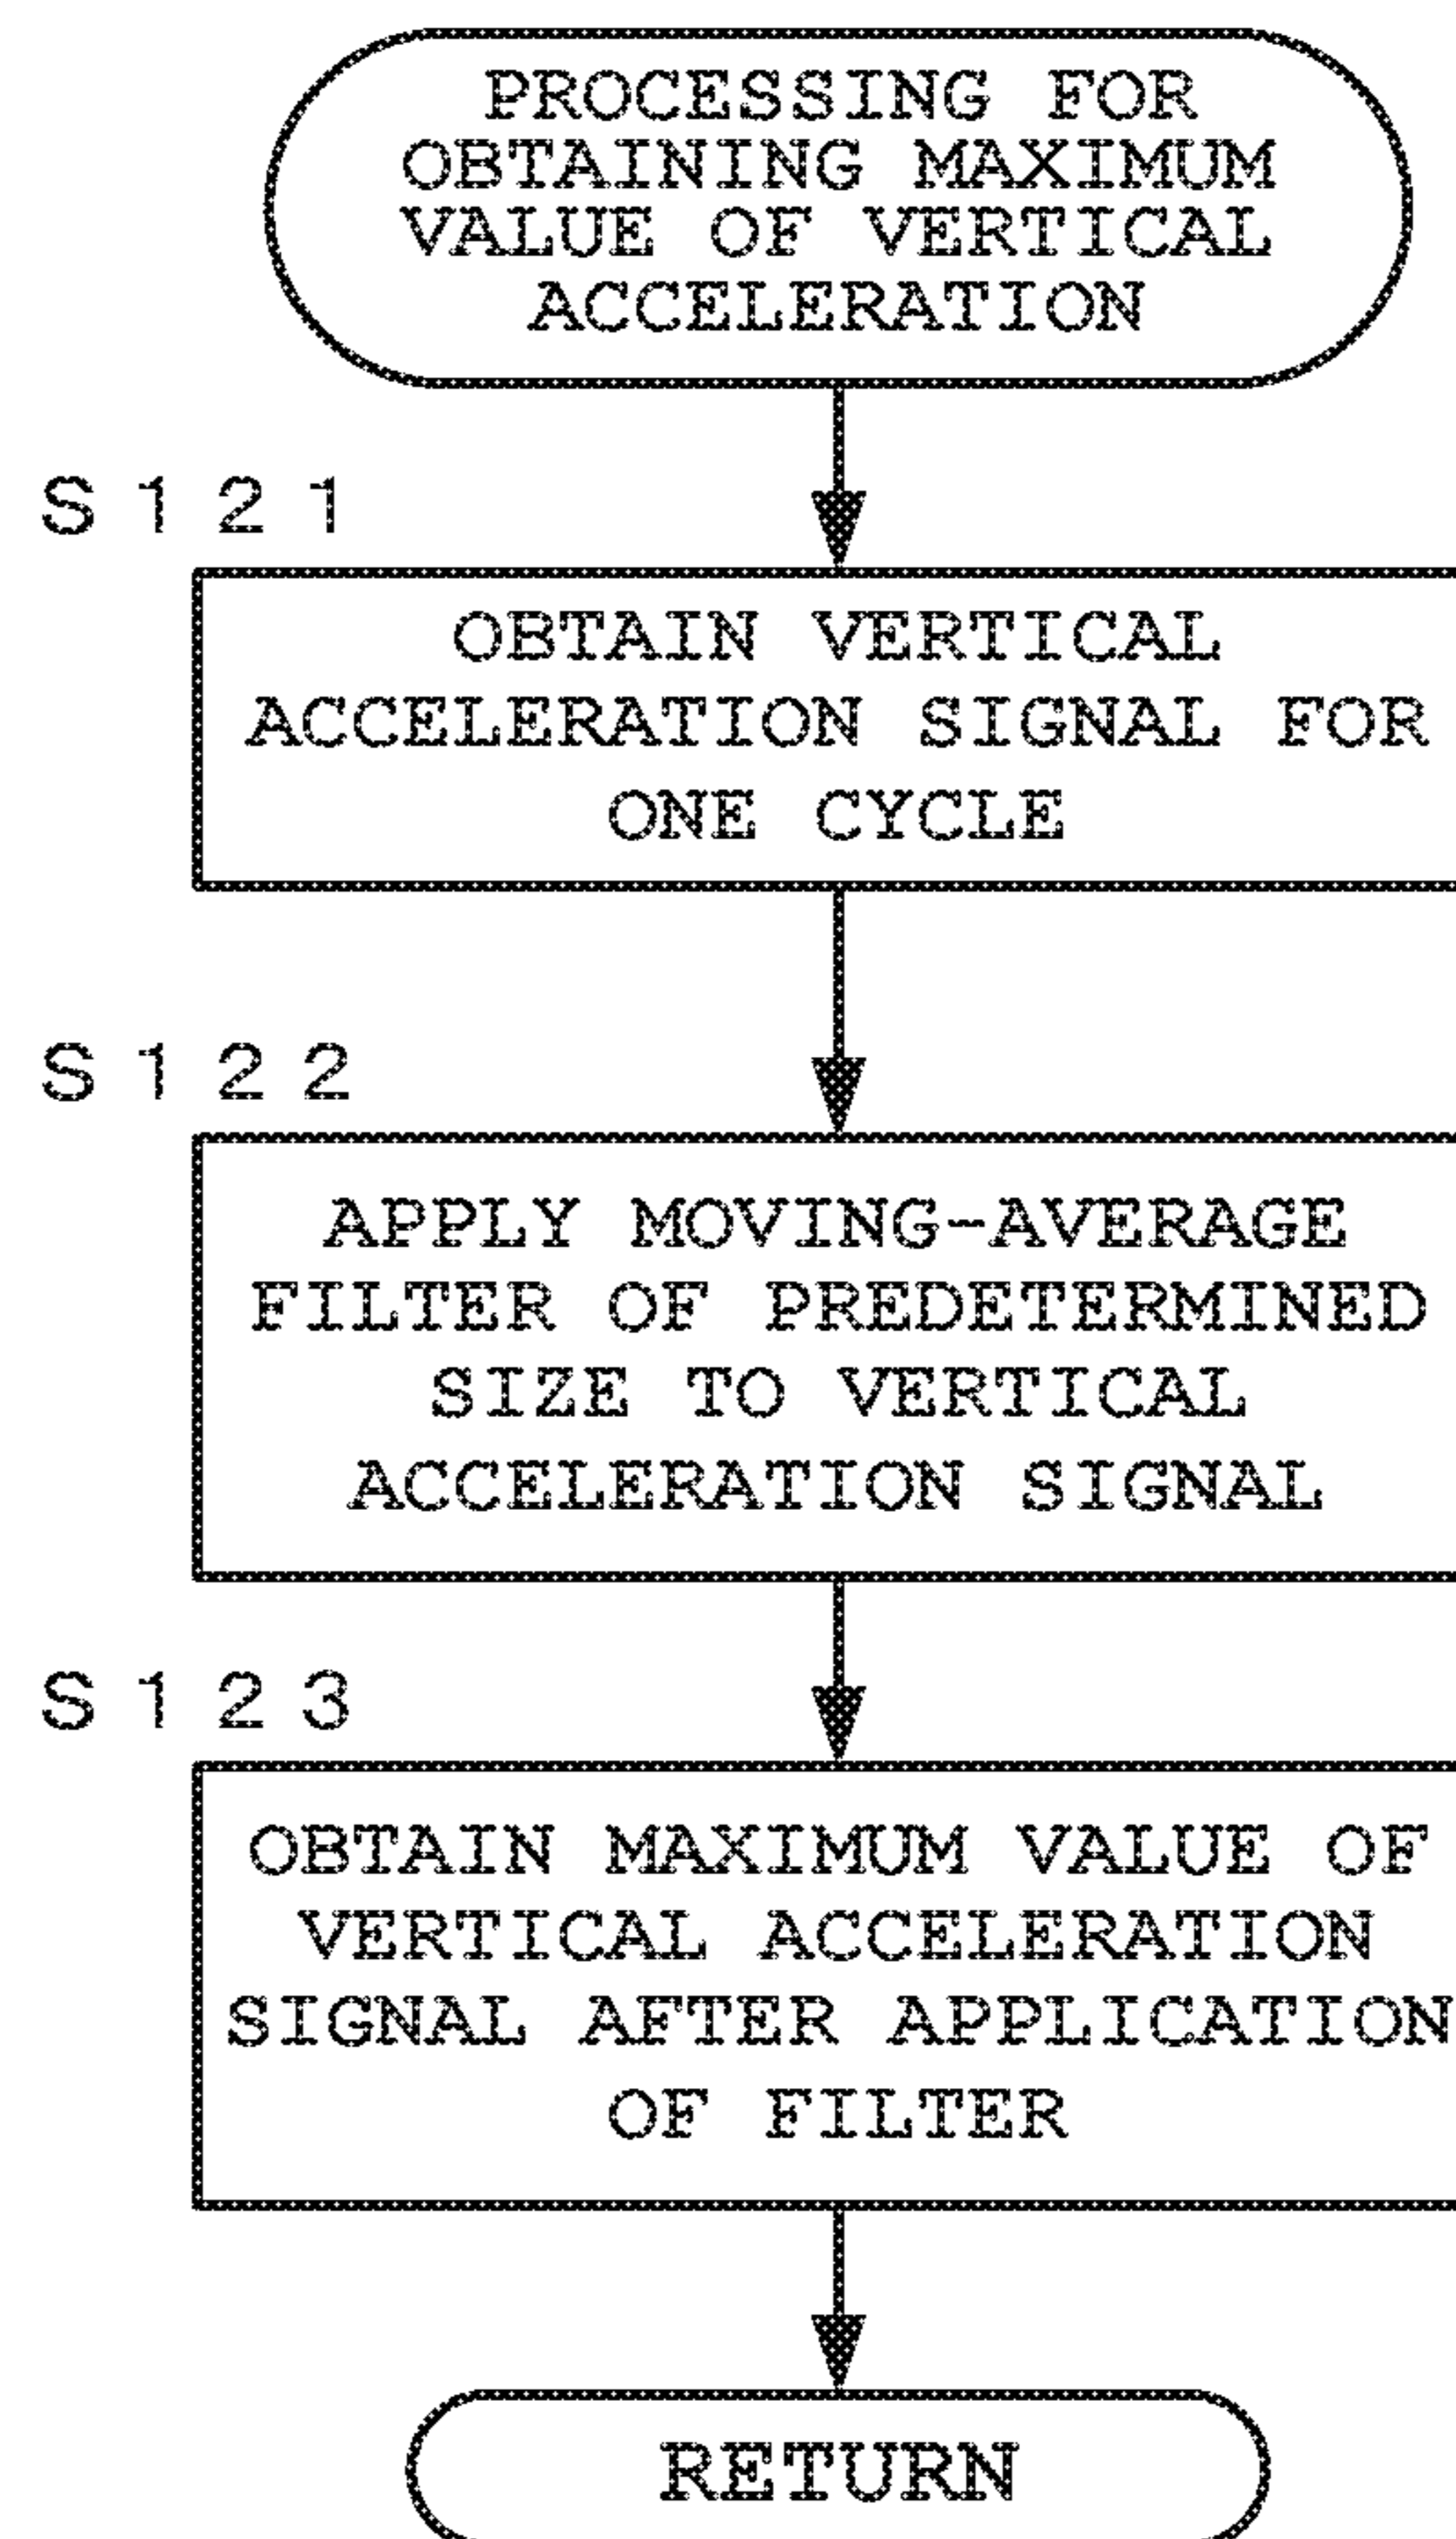 PROCESSING FOR
OBTAINING MAXIMUM
VALUE OF VERTICAL
ACCELERATION
S121
OBTAIN VERTICAL
ACCELERATION SIGNAL FOR
ONE CYCLE
S122
APPLY MOVING-AVERAGE
FILTER OF PREDETERMINED
SIZE TO VERTICAL
ACCELERATION SIGNAL
S123
OBTAIN MAXIMUM VALUE OF
VERTICAL ACCELERATION
SIGNAL AFTER APPLICATION
OF FILTER
RETURN